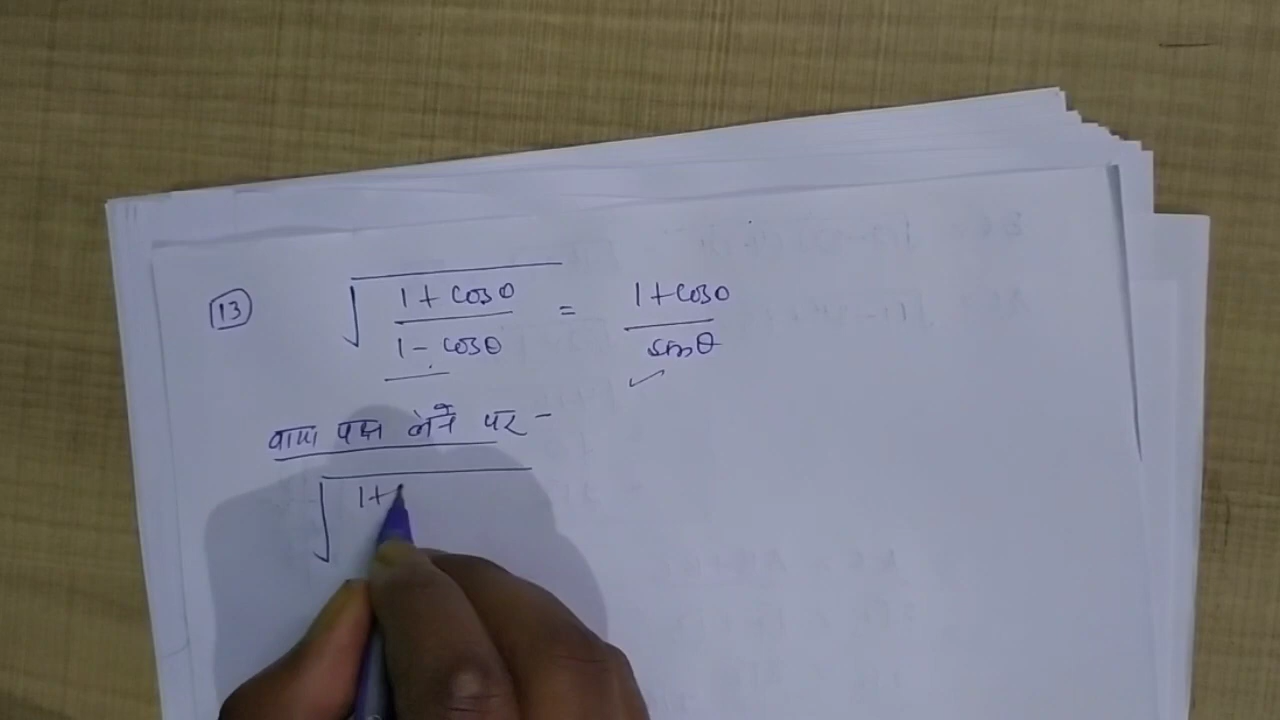 13 √(1 + cosθ / 1 - cosθ) = 1 + cosθ / sinθ
वाम पक्ष लेने पर -
√ 1+